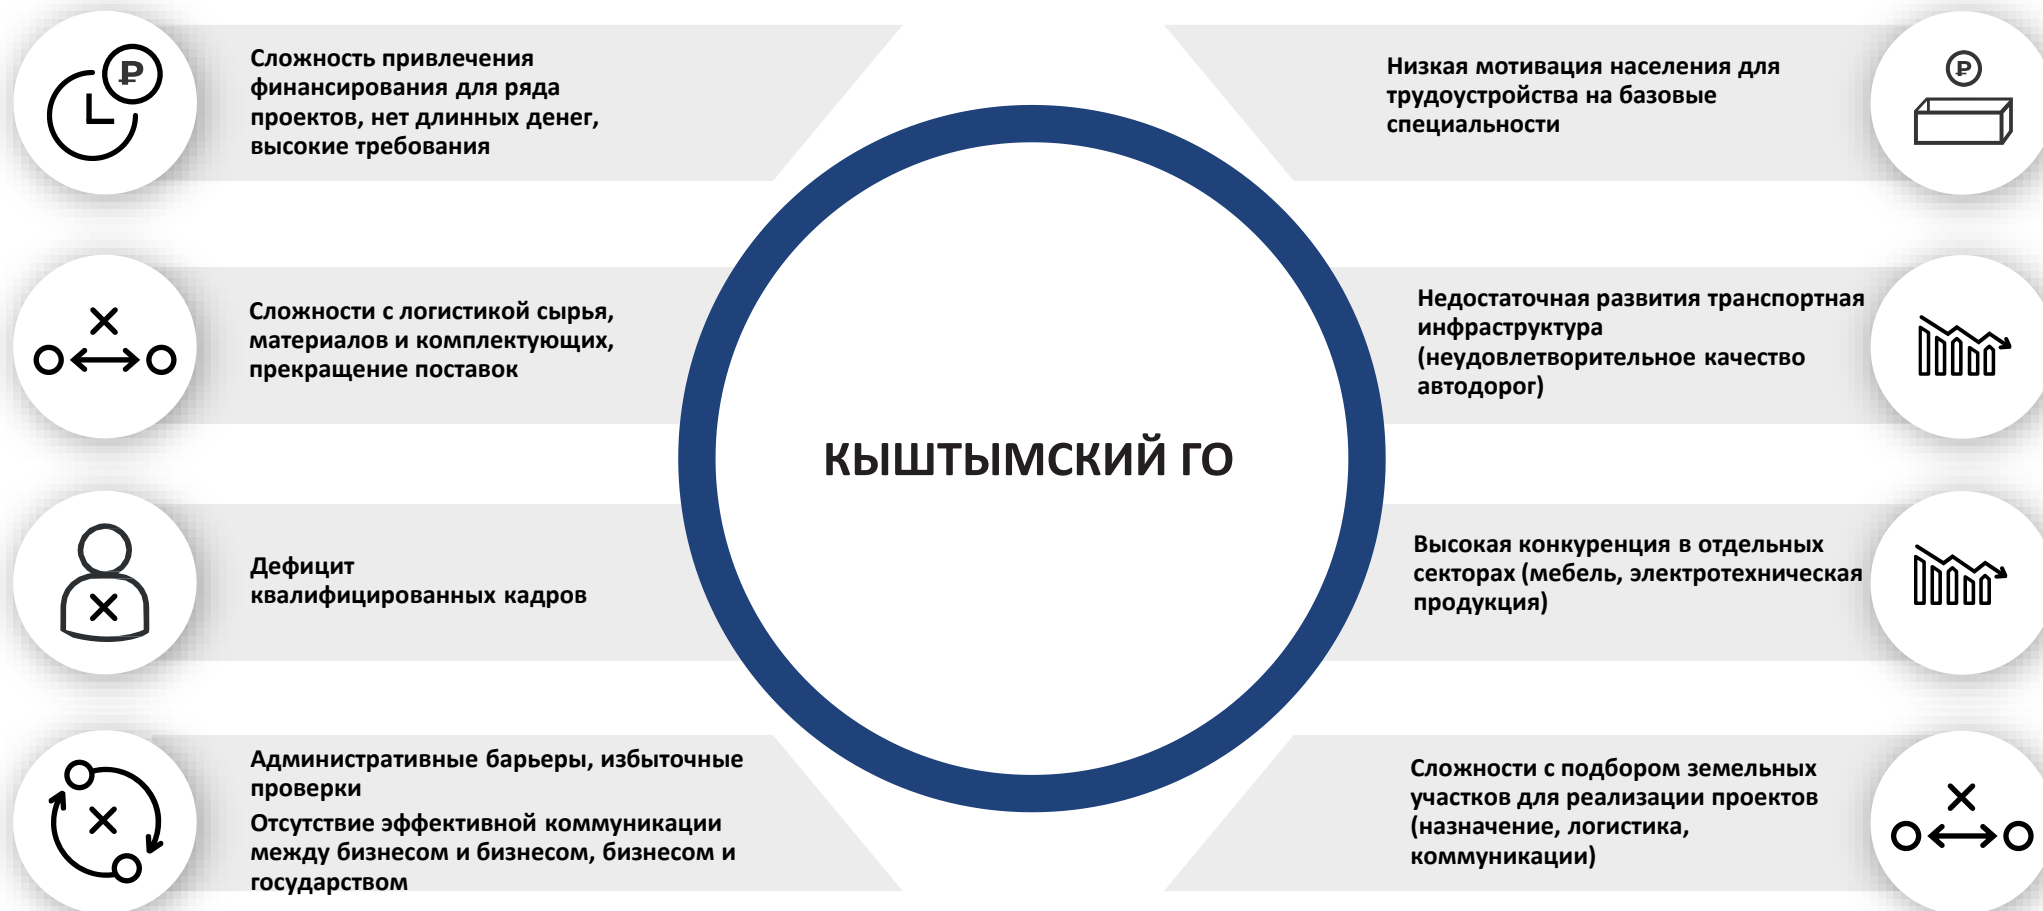 Сложность привлечения
финансирования для ряда
проектов, нет длинных денег,
высокие требования
Сложности с логистикой сырья,
материалов и комплектующих,
прекращение поставок
Дефицит
квалифицированных кадров
Административные барьеры, избыточные
проверки
Отсутствие эффективной коммуникации
между бизнесом и бизнесом, бизнесом и
государством
КЫШТЫМСКИЙ ГО
Низкая мотивация населения для
трудоустройства на базовые
специальности
Недостаточная развития транспортная
инфраструктура
(неудовлетворительное качество
автодорог)
Высокая конкуренция в отдельных
секторах (мебель, электротехническая
продукция)
Сложности с подбором земельных
участков для реализации проектов
(назначение, логистика,
коммуникации)